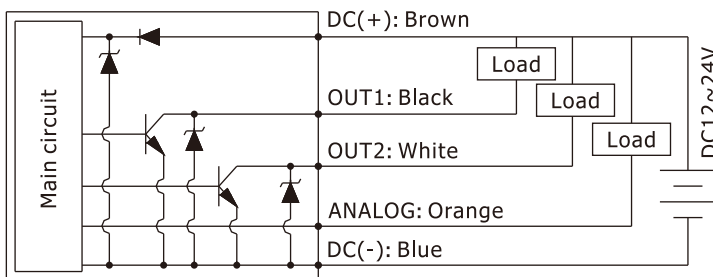 DC(+): Brown
Load
OUT1: Black
Load
OUT2: White
Load
ANALOG: Orange
DC(-): Blue
Main circuit
DC12~24V